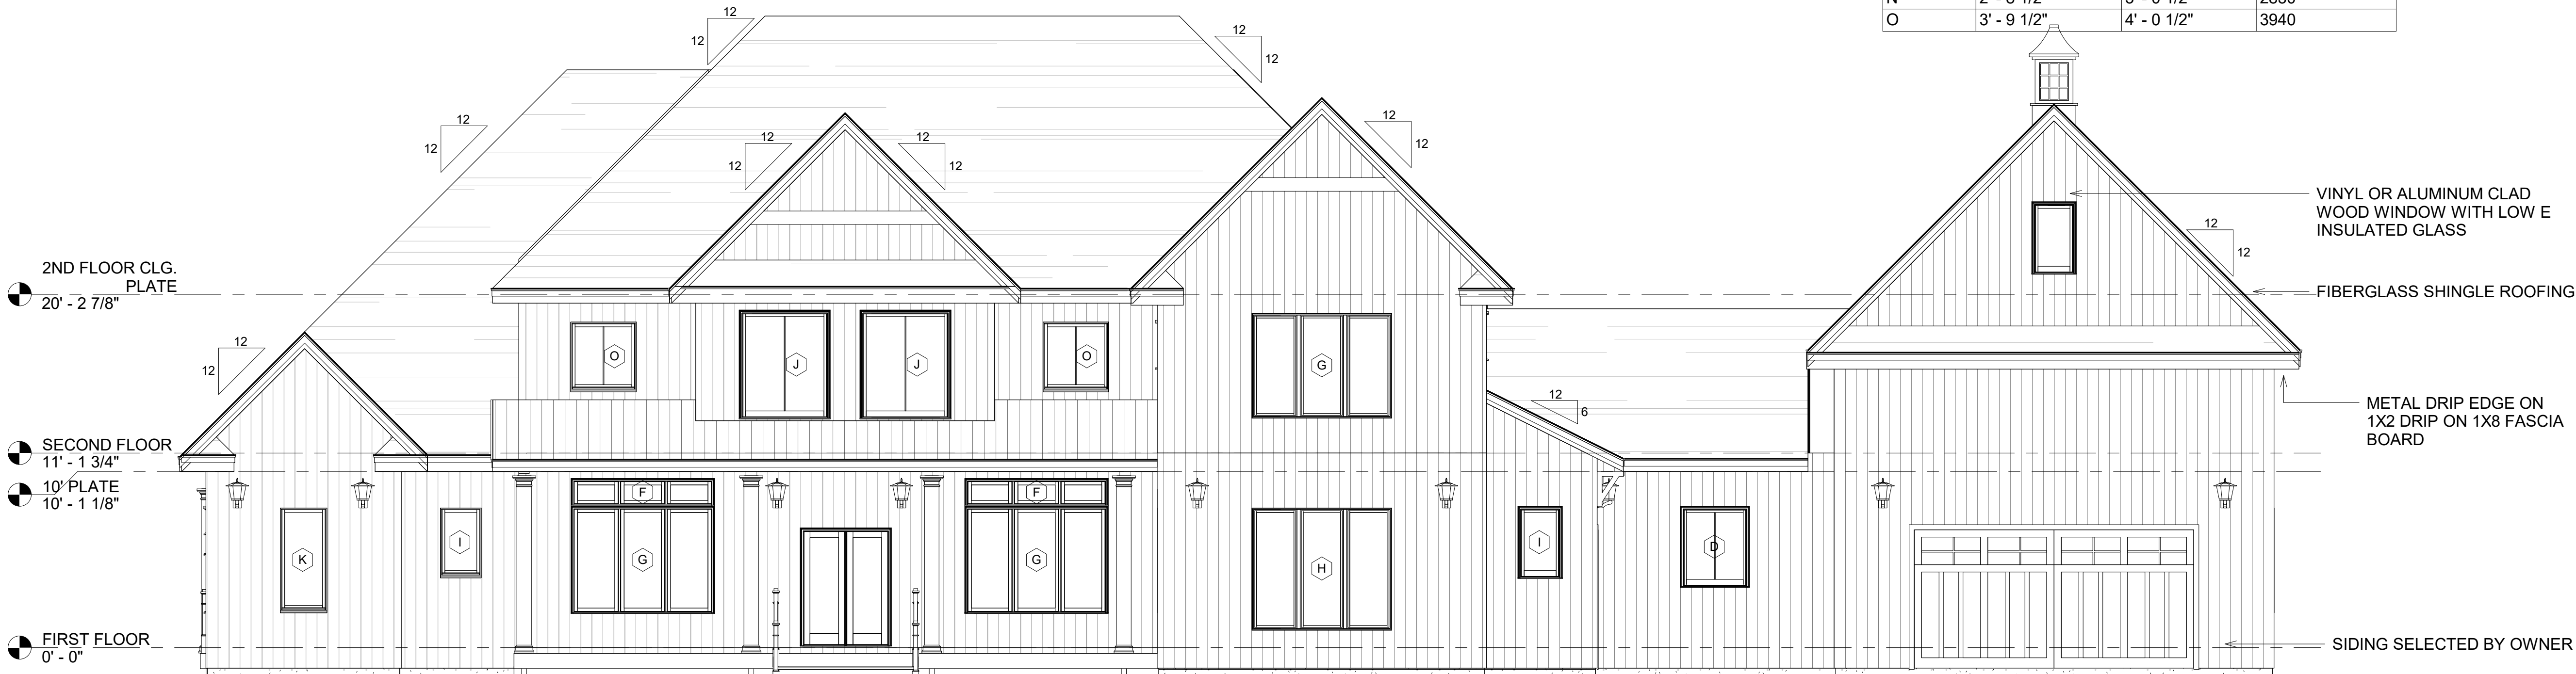 N 2' - 8 1/2"
O 3' - 9 1/2" 4' - 0 1/2" 3940
12
12
12
12
12
12
12
12
12
12
12
12
VINYL OR ALUMINUM CLAD
WOOD WINDOW WITH LOW E
INSULATED GLASS
12
12
2ND FLOOR CLG.
PLATE
20' - 2 7/8"
FIBERGLASS SHINGLE ROOFING
12
12
O
J
J
O
G
12
6
METAL DRIP EDGE ON
1X2 DRIP ON 1X8 FASCIA
BOARD
SECOND FLOOR
11' - 1 3/4"
10' PLATE
10' - 1 1/8"
F
F
K
I
G
G
H
I
D
FIRST FLOOR
0' - 0"
SIDING SELECTED BY OWNER